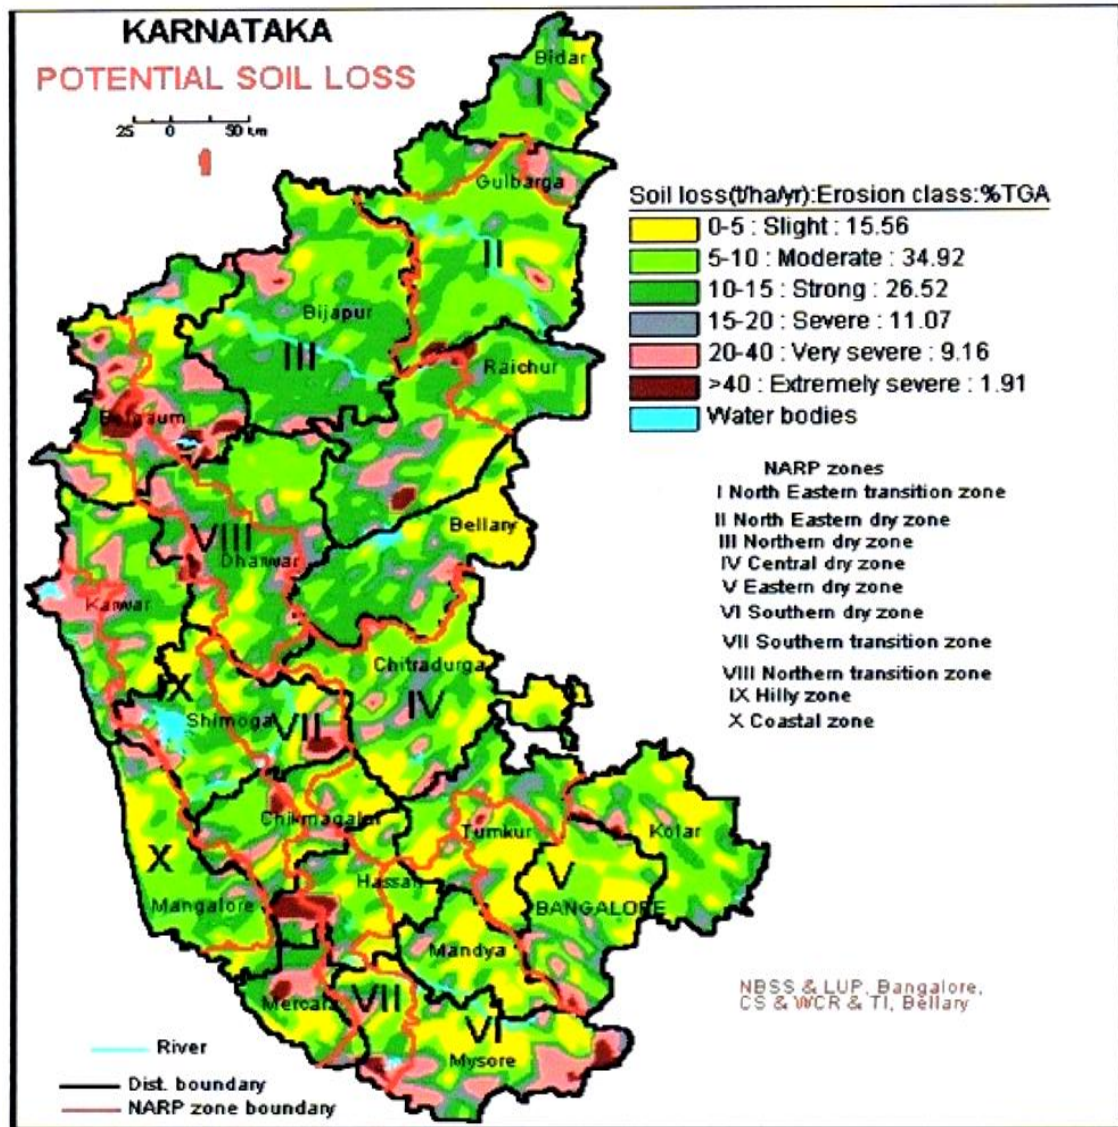 KARNATAKA
POTENTIAL SOIL LOSS
25 0 50 km
Bidar
I
Gulbarga
II
Bijapur
III
Raichur
Belgaum
Bellary
VIII
Dharwar
Karwar
Chitradurga
IV
IX
Shimoga
VII
Chikmagalur
Tumkur
Kolar
X
Hassan
V
Mangalore
BANGALORE
Mandya
Mercara
VII
VI
Mysore
Soil loss(t/ha/yr):Erosion class:%TGA
0-5 : Slight : 15.56
5-10 : Moderate : 34.92
10-15 : Strong : 26.52
15-20 : Severe : 11.07
20-40 : Very severe : 9.16
>40 : Extremely severe : 1.91
Water bodies
NARP zones
I North Eastern transition zone
II North Eastern dry zone
III Northern dry zone
IV Central dry zone
V Eastern dry zone
VI Southern dry zone
VII Southern transition zone
VIII Northern transition zone
IX Hilly zone
X Coastal zone
NBSS & LUP, Bangalore,
CS & WCR & TI, Bellary
River
Dist. boundary
NARP zone boundary